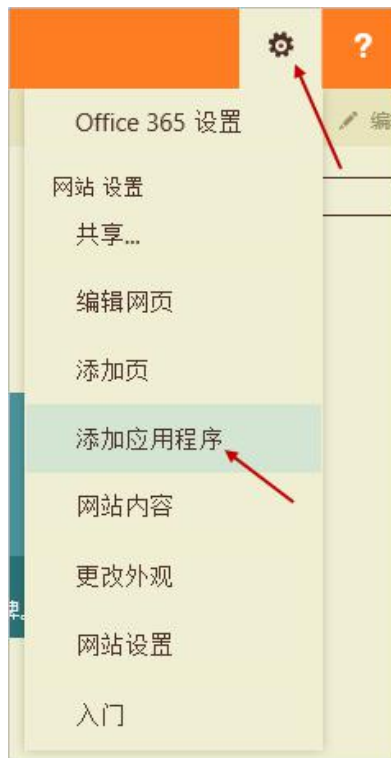 ?
Office 365 设置
编
网站 设置
共享...
编辑网页
添加页
添加应用程序
网站内容
更改外观
网站设置
入门